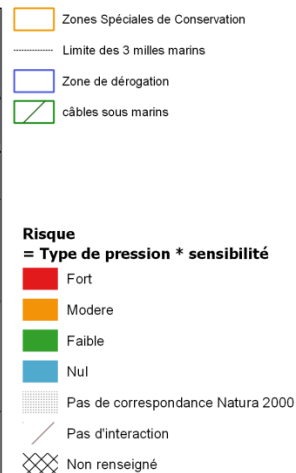 Zones Spéciales de Conservation
Limite des 3 milles marins
Zone de dérogation
câbles sous marins
Risque
= Type de pression * sensibilité
Fort
Modere
Faible
Nul
Pas de correspondance Natura 2000
Pas d'interaction
Non renseigné